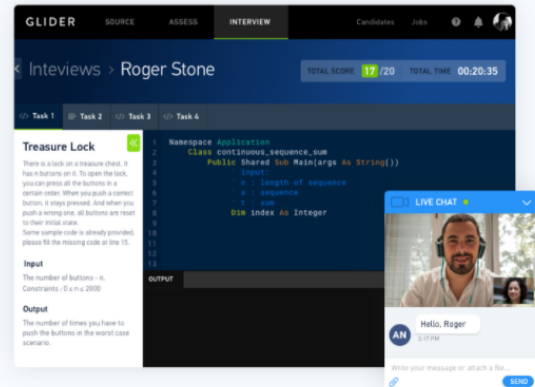 GLIDER
SOURCE
ASSESS
INTERVIEW
Candidates
Jobs
Inteviews > Roger Stone
TOTAL SCORE 17/20 TOTAL TIME 00:20:35
</> Task 1
Task 2
</> Task 3
</> Task 4
Treasure Lock
There is a lock on a treasure chest. It
has n buttons on it. To open the lock,
you can press all the buttons in a
certain order. When you push a correct
button, it stays pressed. And when you
push a wrong one, all buttons are reset
to their initial state.
Some sample code is already provided,
please fill the missing code at line 15.
Input
The number of buttons - n.
Constraints - 0 ≤ n ≤ 2000
Output
The number of times you have to
push the buttons in the worst case
scenario.
1 Namespace Application
2 Class continuous_sequence_sum
3 Public Shared Sub Main(args As String())
4 ' input:
5 ' n : length of sequence
6 ' a : sequence
7 ' t : sum
8 Dim index As Integer
9
10
11
12
13
OUTPUT
LIVE CHAT
AN
Hello, Roger
3:17 PM
Write your message or attach a file...
SEND